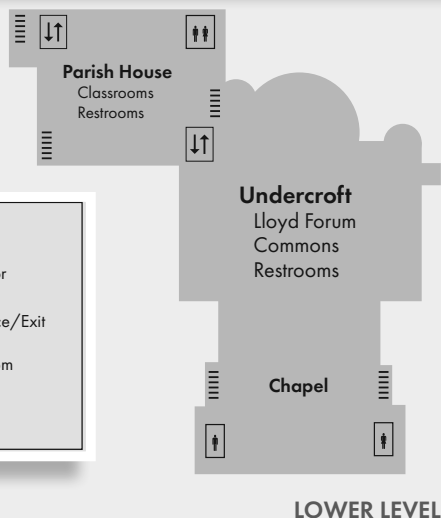 Parish House
Classrooms
Restrooms
Undercroft
Lloyd Forum
Commons
Restrooms
Chapel
LOWER LEVEL